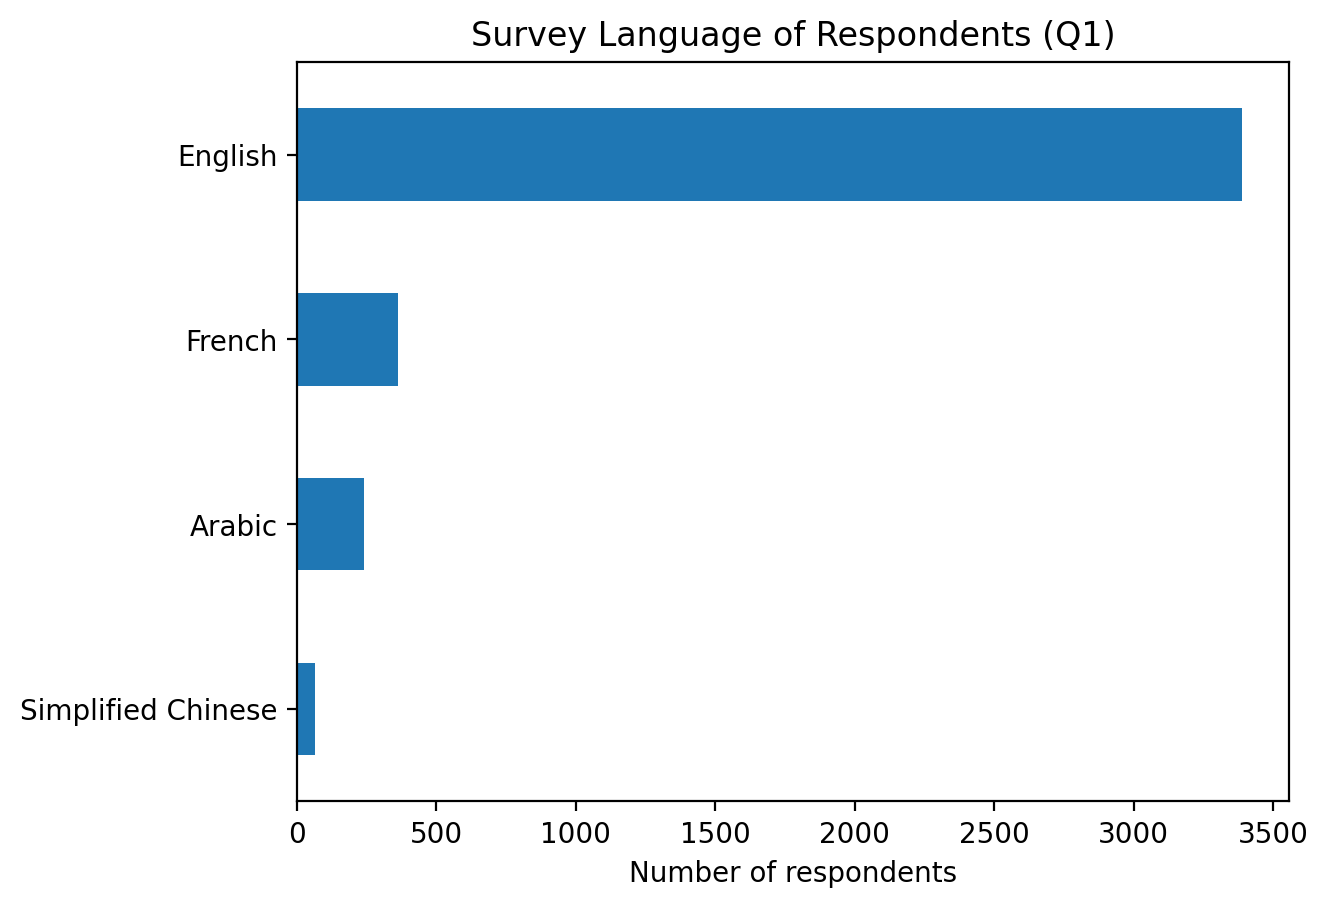 Survey Language of Respondents (Q1)
English
French
Arabic
Simplified Chinese
0 500 1000 1500 2000 2500 3000 3500
Number of respondents